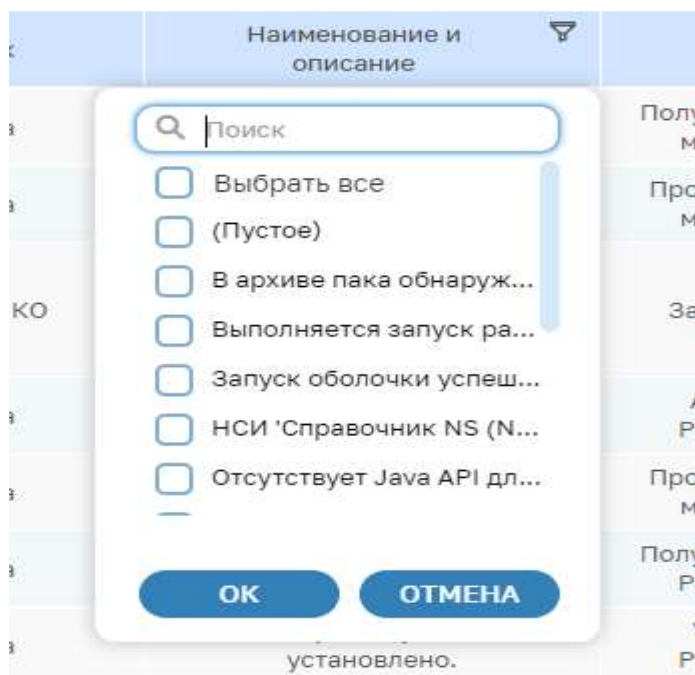 Наименование и
описание
Поиск
Выбрать все
(Пустое)
В архиве пака обнаруж...
Выполняется запуск ра...
Запуск оболочки успеш...
НСИ 'Справочник NS (N...
Отсутствует Java API дл...
ОК
ОТМЕНА
КО
установлено.